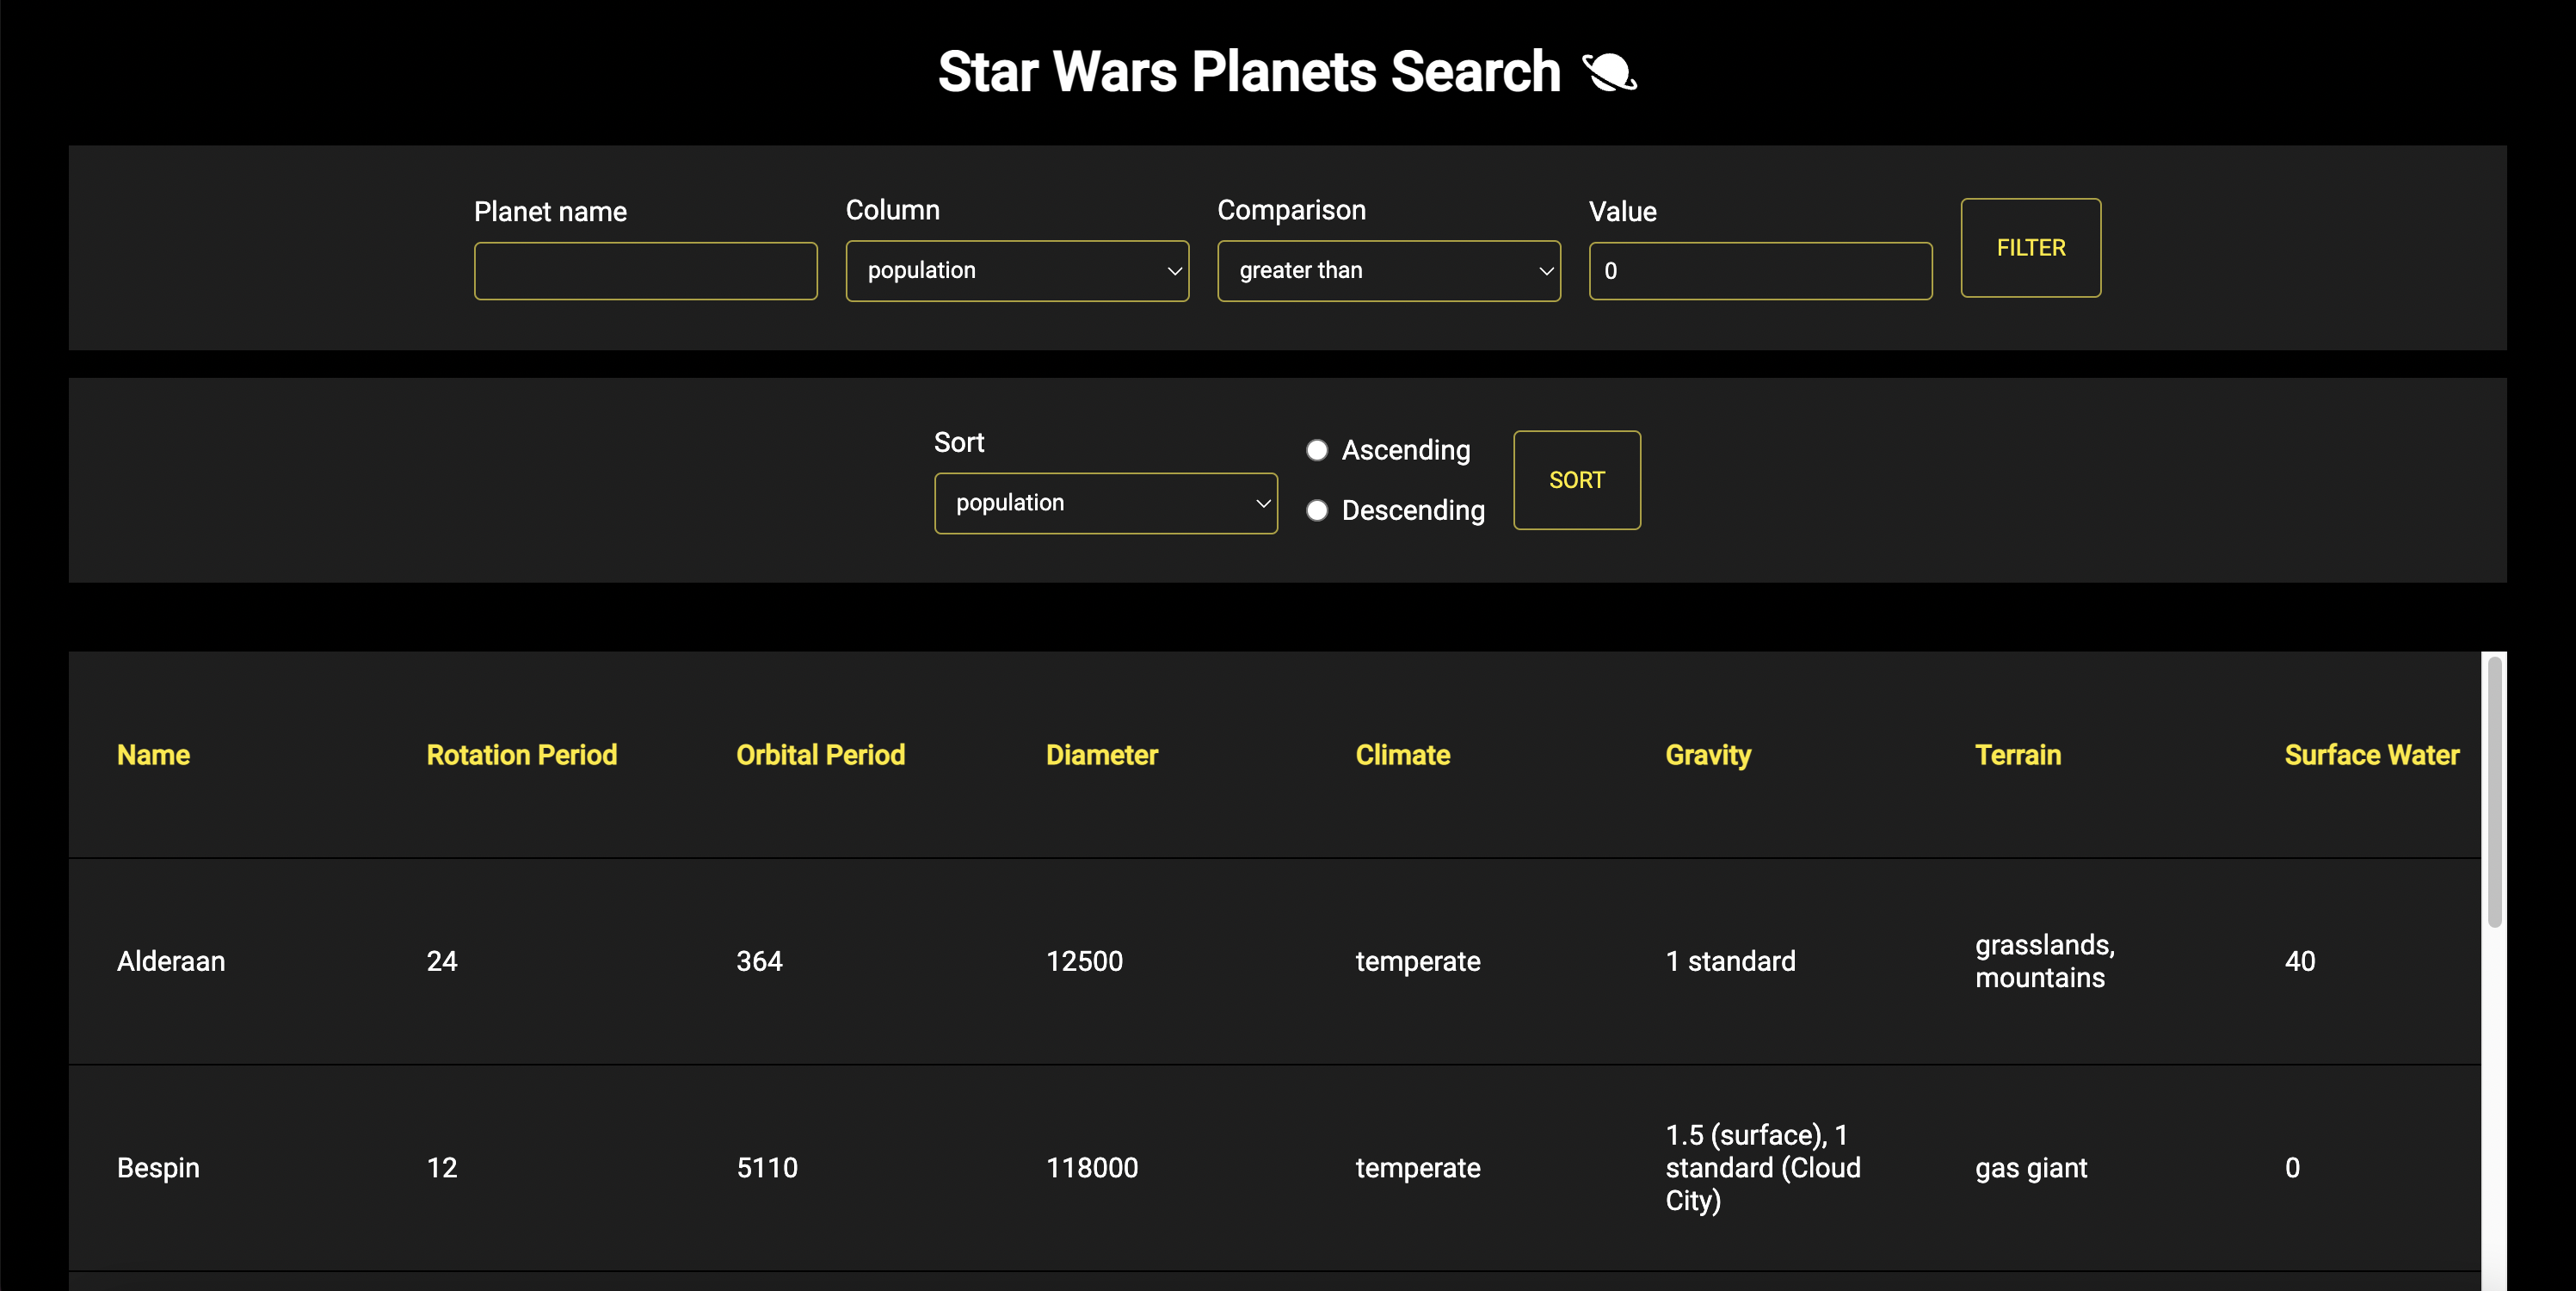 Star Wars Planets Search
Planet name
Column
Comparison
Value
population
greater than
0
FILTER
Sort
population
Ascending
Descending
SORT
Name Rotation Period Orbital Period Diameter Climate Gravity Terrain Surface Water
Alderaan 24 364 12500 temperate 1 standard grasslands,
mountains 40
Bespin 12 5110 118000 temperate 1.5 (surface), 1
standard (Cloud
City) gas giant 0